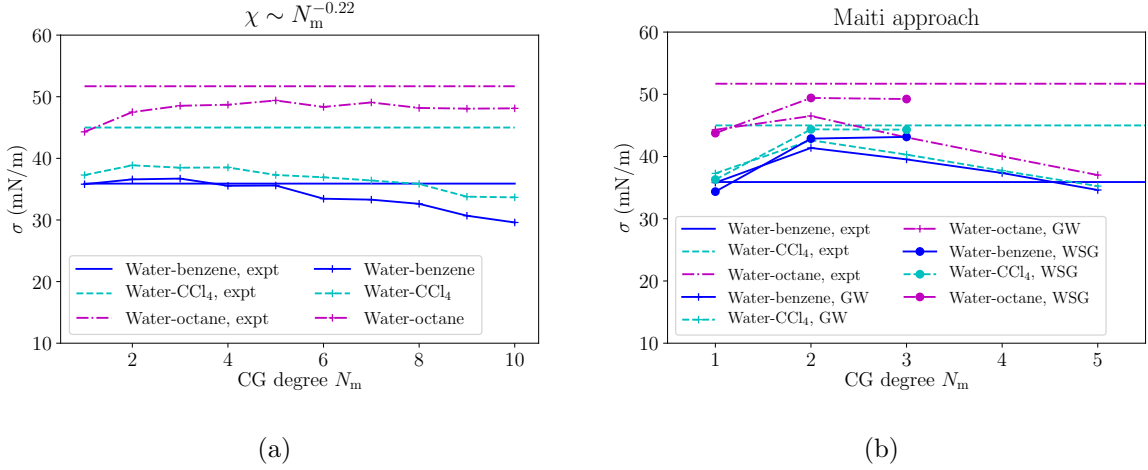 χ ∼ N_m^{-0.22}
60
50
40
30
20
10
σ (mN/m)
Water-benzene, expt
Water-CCl₄, expt
Water-octane, expt
Water-benzene
Water-CCl₄
Water-octane
2
4
6
8
10
CG degree N_m
(a)
Maiti approach
60
50
40
30
20
10
σ (mN/m)
Water-benzene, expt
Water-CCl₄, expt
Water-octane, expt
Water-benzene, GW
Water-CCl₄, GW
Water-octane, GW
Water-benzene, WSG
Water-CCl₄, WSG
Water-octane, WSG
1
2
3
4
5
CG degree N_m
(b)